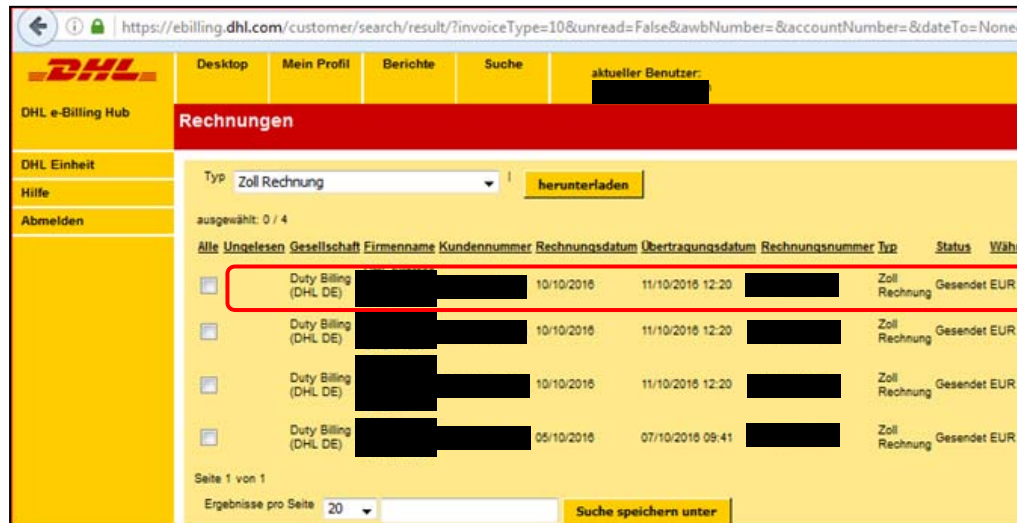 https://ebilling.dhl.com/customer/search/result/?invoiceType=10&unread=False&awbNumber=&accountNumber=&dateTo=None
DHL
Desktop Mein Profil Berichte Suche
aktueller Benutzer:
DHL e-Billing Hub
Rechnungen
DHL Einheit
Hilfe
Abmelden
Typ Zoll Rechnung herunterladen
ausgewählt: 0 / 4
Alle Ungelesen Gesellschaft Firmenname Kundennummer Rechnungsdatum Übertragungsdatum Rechnungsnummer Typ Status
Duty Billing (DHL DE) 10/10/2016 11/10/2016 12:20 Zoll Rechnung Gesendet EUR
Duty Billing (DHL DE) 10/10/2016 11/10/2016 12:20 Zoll Rechnung Gesendet EUR
Duty Billing (DHL DE) 10/10/2016 11/10/2016 12:20 Zoll Rechnung Gesendet EUR
Duty Billing (DHL DE) 05/10/2016 07/10/2016 09:41 Zoll Rechnung Gesendet EUR
Seite 1 von 1
Ergebnisse pro Seite 20 Suche speichern unter